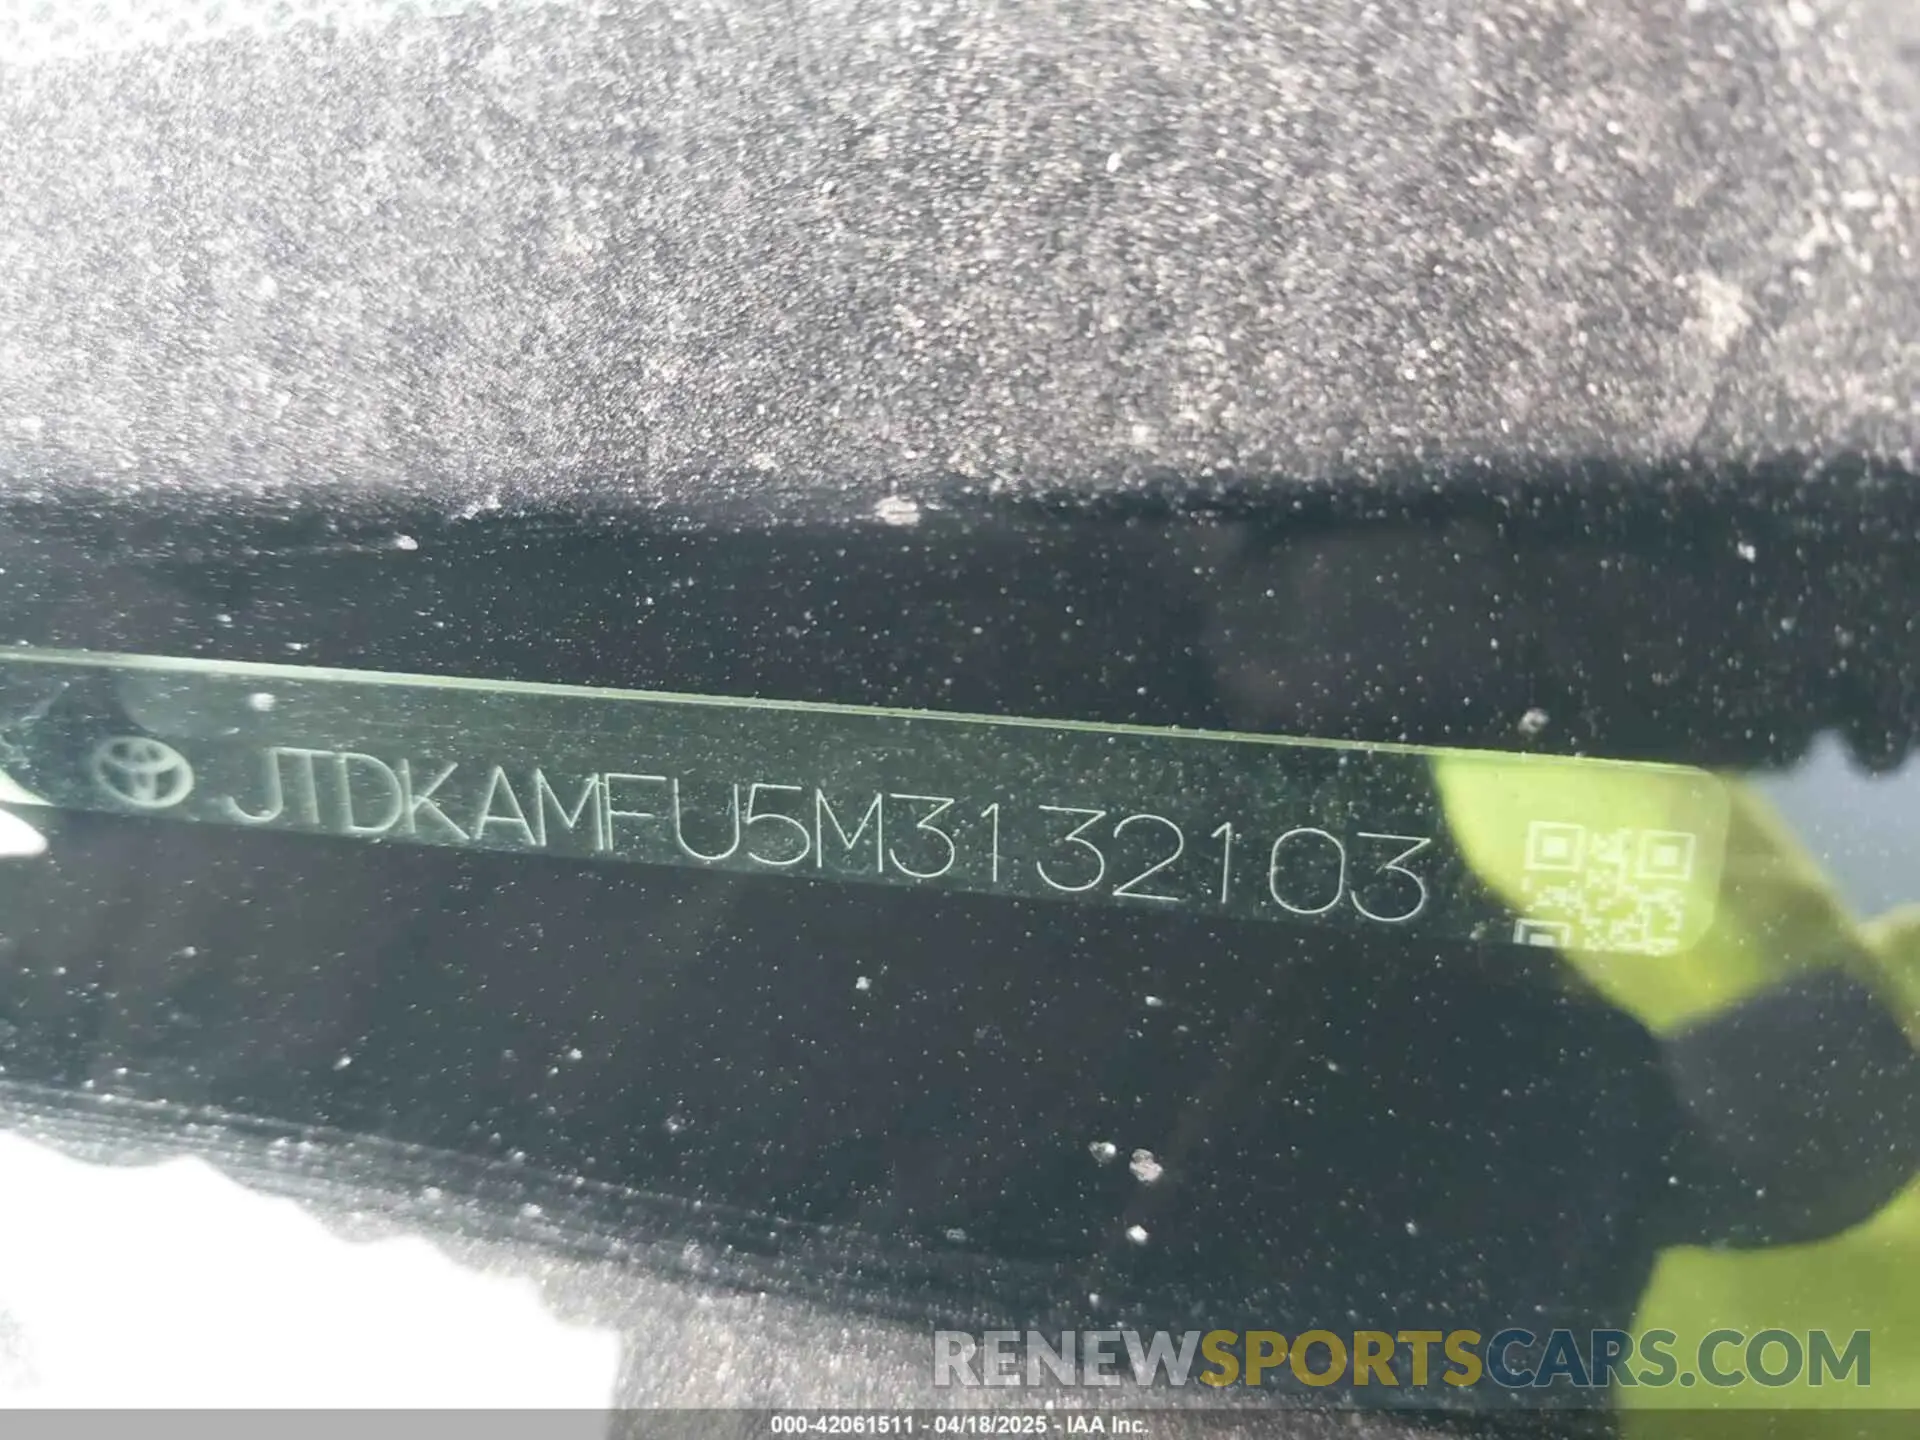 JTDKAMFU5M3132103
RENEWSPORTSCARS.COM
000-42061511 - 04/18/2025 - IAA Inc.